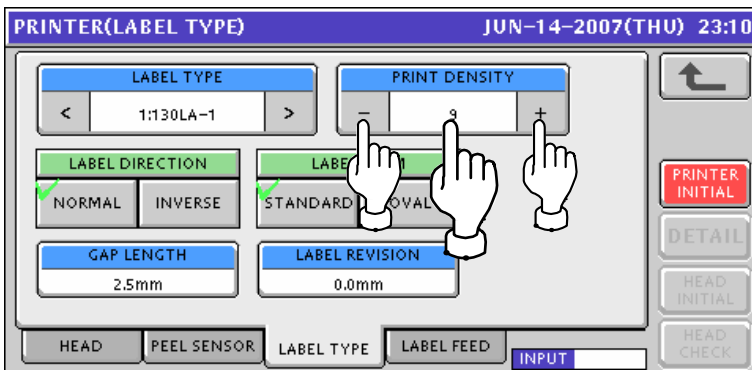 PRINTER(LABEL TYPE) JUN-14-2007(THU) 23:10
LABEL TYPE
< 1:130LA-1 >
PRINT DENSITY
- 9 +
LABEL DIRECTION
NORMAL INVERSE
STANDARD
GAP LENGTH
2.5mm
LABEL REVISION
0.0mm
PRINTER
INITIAL
DETAIL
HEAD
INITIAL
HEAD
CHECK
HEAD PEEL SENSOR LABEL TYPE LABEL FEED INPUT